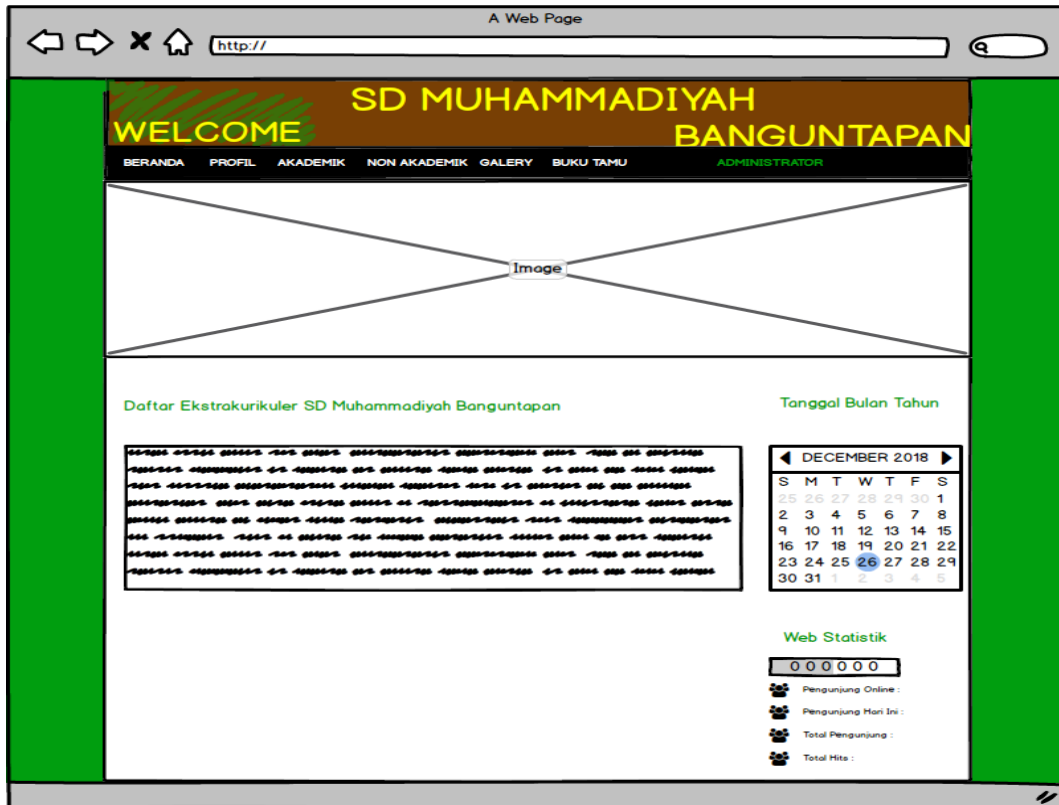 A Web Page
http://
SD MUHAMMADIYAH
WELCOME
BANGUNTAPAN
BERANDA PROFIL AKADEMIK NON AKADEMIK GALERY BUKU TAMU ADMINISTRATOR
Image
Daftar Ekstrakurikuler SD Muhammadiyah Banguntapan
Tanggal Bulan Tahun
DECEMBER 2018
S M T W T F S
25 26 27 28 29 30 1
2 3 4 5 6 7 8
9 10 11 12 13 14 15
16 17 18 19 20 21 22
23 24 25 26 27 28 29
30 31 1 2 3 4 5
Web Statistik
000000
Pengunjung Online :
Pengunjung Hari Ini :
Total Pengunjung :
Total Hits :